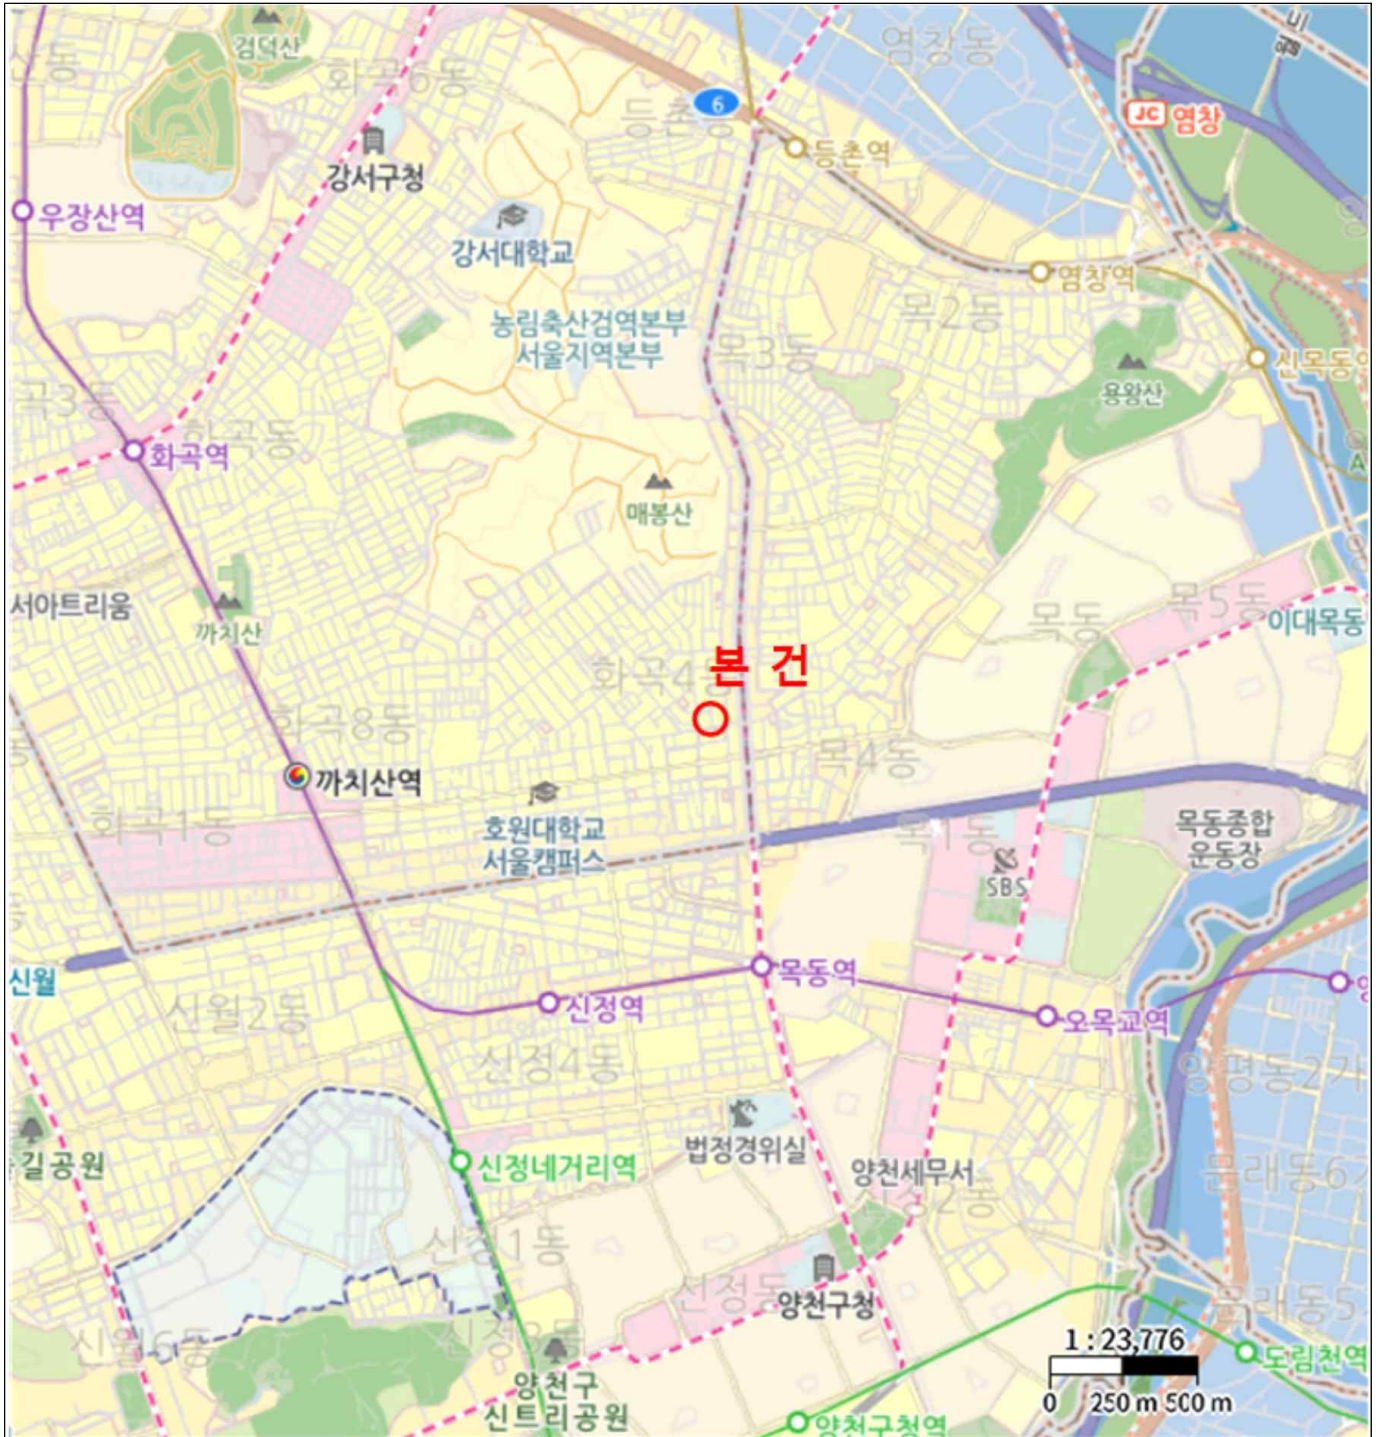 검덕산
화곡6동
염창동
6
등촌동
JC 염창
등촌역
강서구청
우장산역
강서대학교
염창역
목2동
농림축산검역본부
서울지역본부
목3동
신목동
용왕산
곡3동
화곡동
화곡역
매봉산
서아트리움
까치산
목동
목5동
이대목동
화곡4동
본 건
화곡8동
목4동
까치산역
호원대학교
서울캠퍼스
화곡1동
목1동
목동종합
운동장
SBS
목동역
신월
신정역
오목교역
신월2동
신정4동
양평동2가
법정경위실
길공원
신정네거리역
양천세무서
2동
문래동6
신정1동
신정동
양천구청
문래동5
신월6동
신정3동
1 : 23,776
도림천역
양천구
신트리공원
0 250 m 500 m
양천구청역